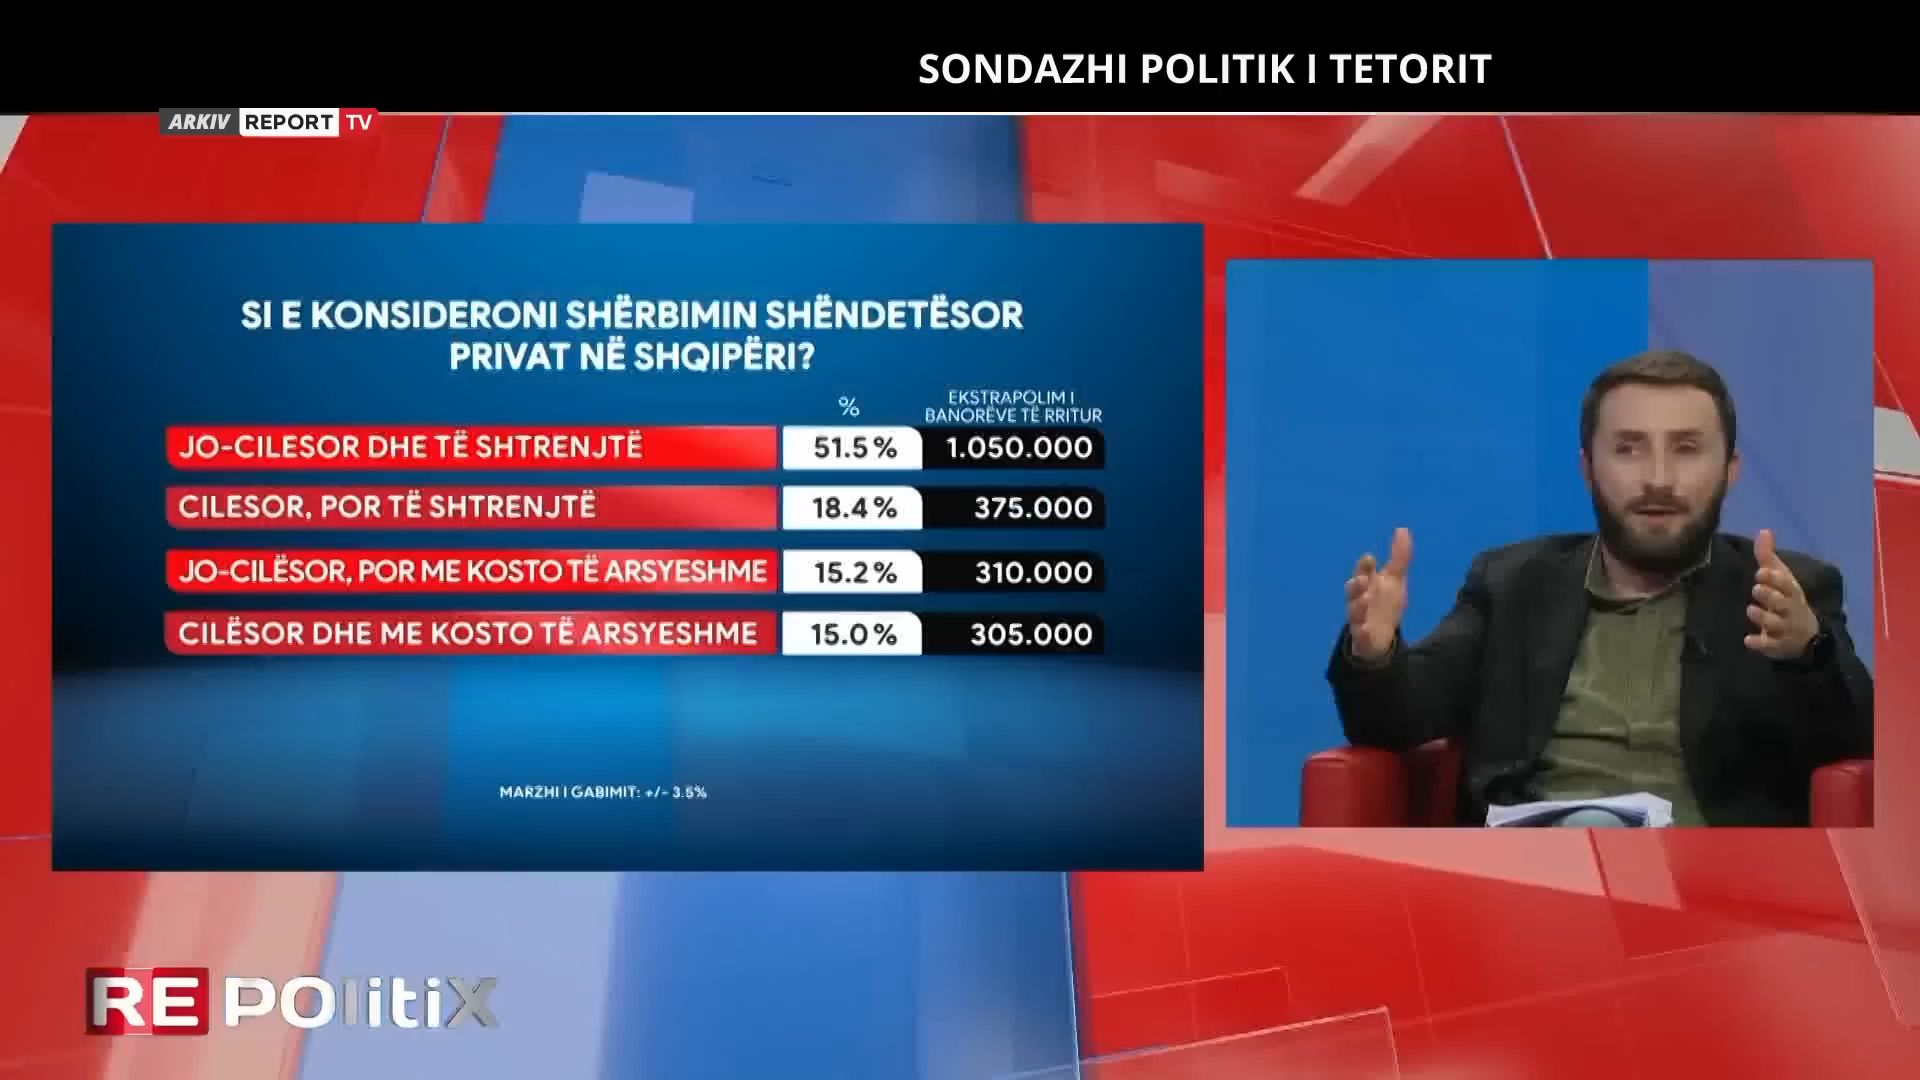 SONDAZHI POLITIK I TETORIT
ARKIV REPORT TV
SI E KONSIDERONI SHËRBIMIN SHËNDETËSOR
PRIVAT NË SHQIPËRI?
%
EKSTRAPOLIM I
BANORËVE TË RRITUR
JO-CILESOR DHE TË SHTRENJTË 51.5% 1.050.000
CILESOR, POR TË SHTRENJTË 18.4% 375.000
JO-CILËSOR, POR ME KOSTO TË ARSYESHME 15.2% 310.000
CILËSOR DHE ME KOSTO TË ARSYESHME 15.0% 305.000
MARZHI I GABIMIT: +/- 3.5%
RE POlitiX